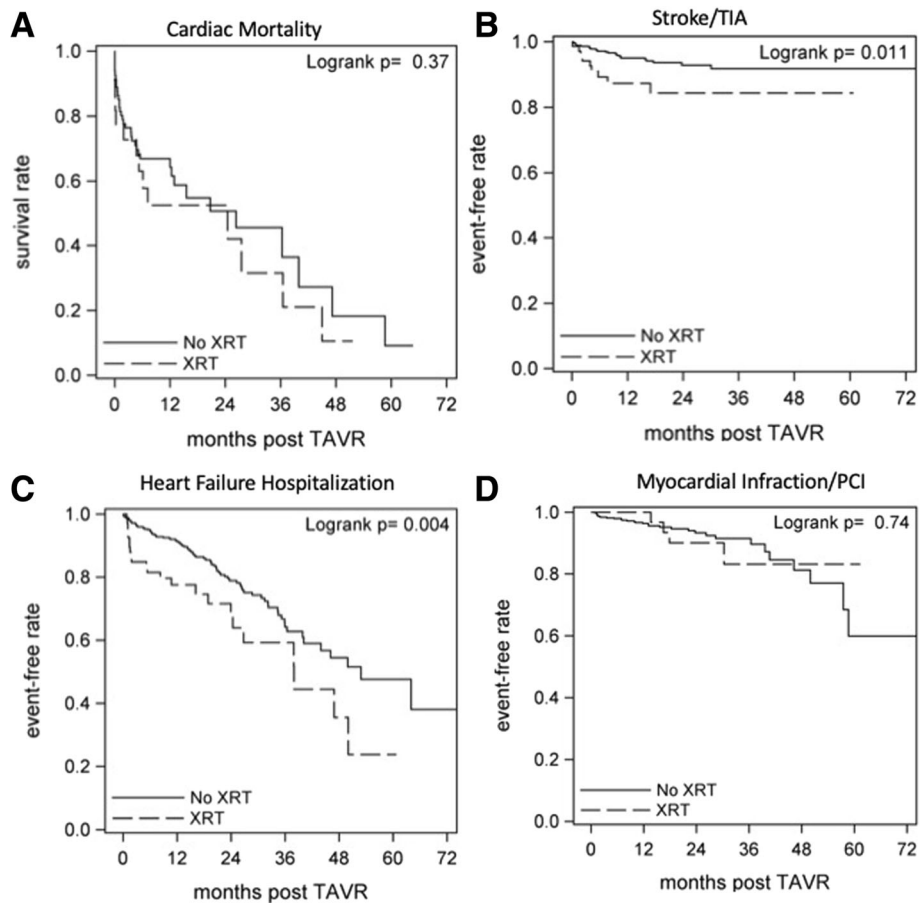 A
Cardiac Mortality
Logrank p= 0.37
1.0
0.8
0.6
0.4
0.2
0.0
survival rate
No XRT
XRT
0 12 24 36 48 60 72
months post TAVR
B
Stroke/TIA
Logrank p= 0.011
1.0
0.8
0.6
0.4
0.2
0.0
event-free rate
No XRT
XRT
0 12 24 36 48 60 72
months post TAVR
C
Heart Failure Hospitalization
Logrank p= 0.004
1.0
0.8
0.6
0.4
0.2
0.0
event-free rate
No XRT
XRT
0 12 24 36 48 60 72
months post TAVR
D
Myocardial Infraction/PCI
Logrank p= 0.74
1.0
0.8
0.6
0.4
0.2
0.0
event-free rate
No XRT
XRT
0 12 24 36 48 60 72
months post TAVR